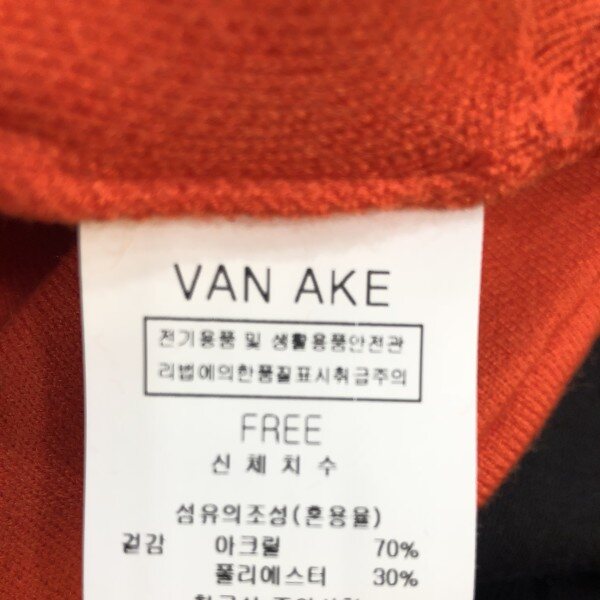 VAN AKE
전기용품 및 생활용품안전관
리법에의한품질표시취급주의
FREE
신체치수
섬유의조성(혼용율)
겉감 아크릴 70%
폴리에스터 30%